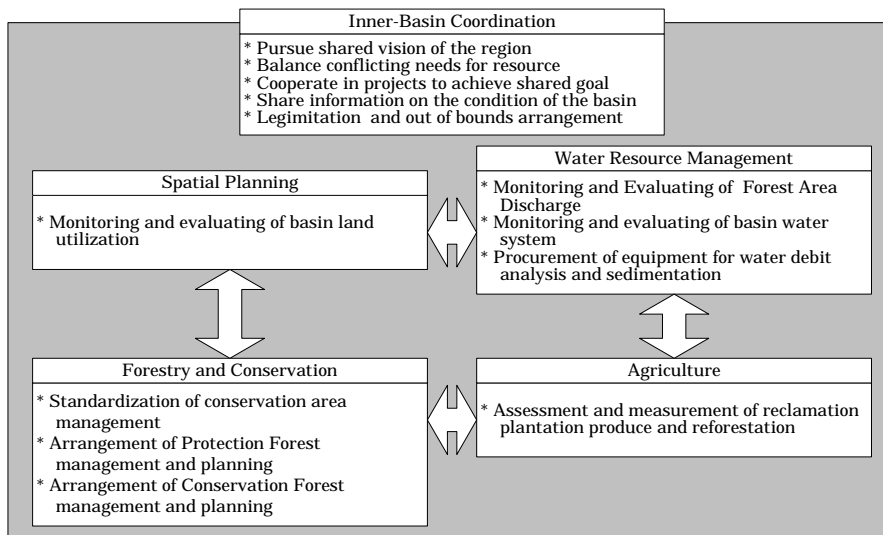 Inner-Basin Coordination
* Pursue shared vision of the region
* Balance conflicting needs for resource
* Cooperate in projects to achieve shared goal
* Share information on the condition of the basin
* Legimitation and out of bounds arrangement
Spatial Planning
* Monitoring and evaluating of basin land
utilization
Water Resource Management
* Monitoring and Evaluating of Forest Area
Discharge
* Monitoring and evaluating of basin water
system
* Procurement of equipment for water debit
analysis and sedimentation
Forestry and Conservation
* Standardization of conservation area
management
* Arrangement of Protection Forest
management and planning
* Arrangement of Conservation Forest
management and planning
Agriculture
* Assessment and measurement of reclamation
plantation produce and reforestation